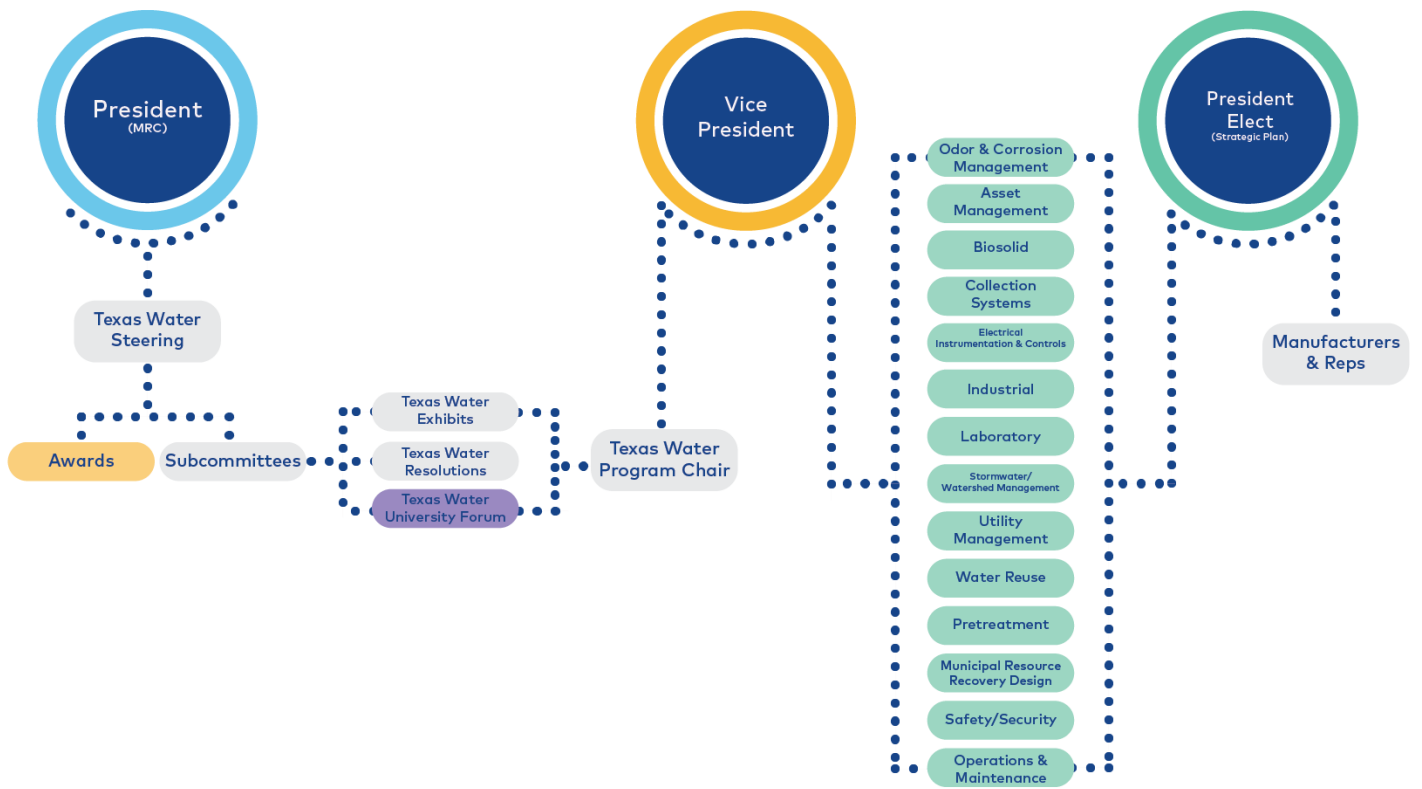 President
(MRC)
Texas Water
Steering
Awards
Subcommittees
Texas Water
Exhibits
Texas Water
Resolutions
Texas Water
University Forum
Vice
President
Texas Water
Program Chair
Odor & Corrosion
Management
Asset
Management
Biosolid
Collection
Systems
Electrical
Instrumentation & Controls
Industrial
Laboratory
Stormwater/
Watershed Management
Utility
Management
Water Reuse
Pretreatment
Municipal Resource
Recovery Design
Safety/Security
Operations &
Maintenance
President
Elect
(Strategic Plan)
Manufacturers
& Reps